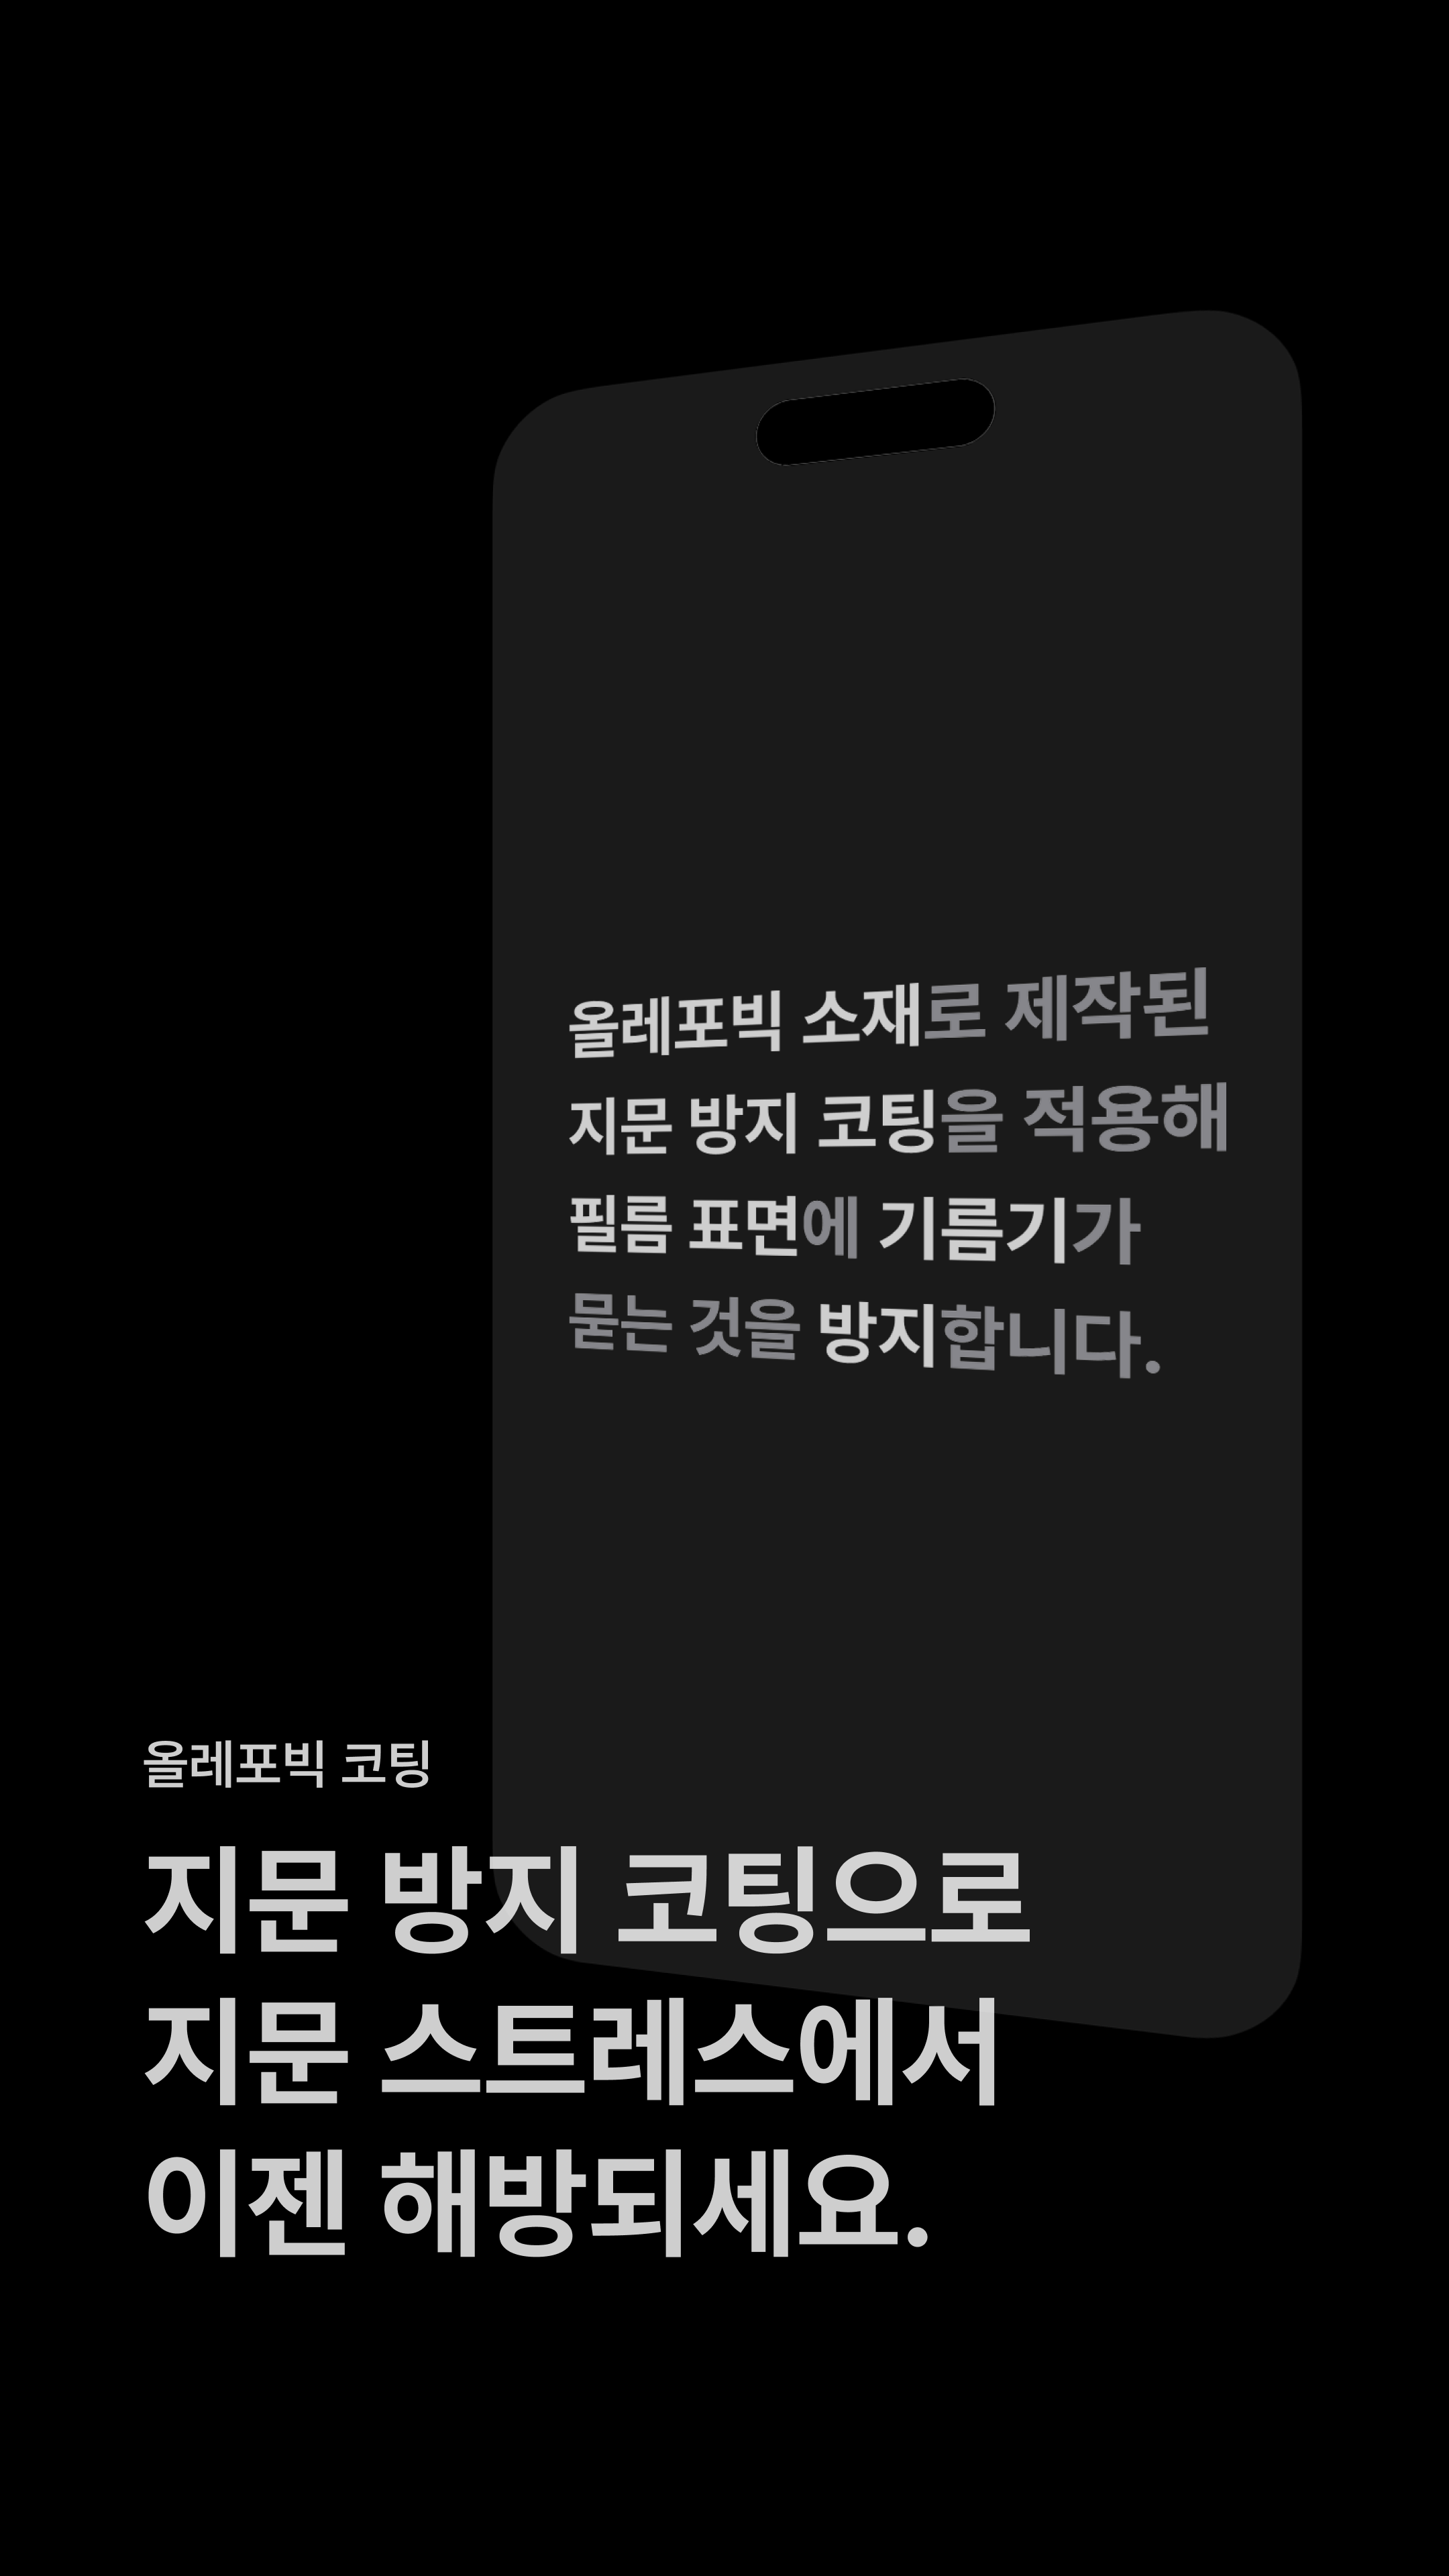 올레포빅 소재로 제작된
지문 방지 코팅을 적용해
필름 표면에 기름기가
묻는 것을 방지합니다.
올레포빅 코팅
지문 방지 코팅으로
지문 스트레스에서
이젠 해방되세요.